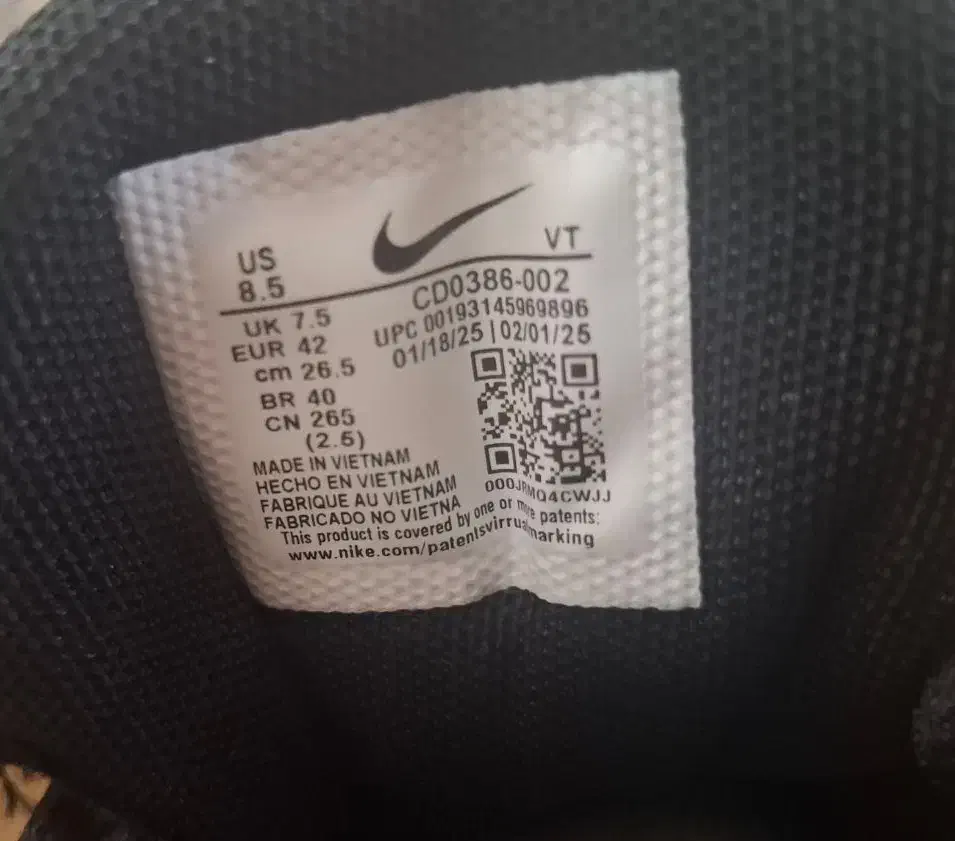 US
8.5
VT
UK 7.5
EUR 42
cm 26.5
BR 40
CN 265
(2.5)
CD0386-002
UPC 00193145969896
01/18/25 | 02/01/25
000JRMQ4CWJJ
MADE IN VIETNAM
HECHO EN VIETNAM
FABRIQUE AU VIETNAM
FABRICADO NO VIETNA
This product is covered by one or more patents:
www.nike.com/patentsvirrualmarking